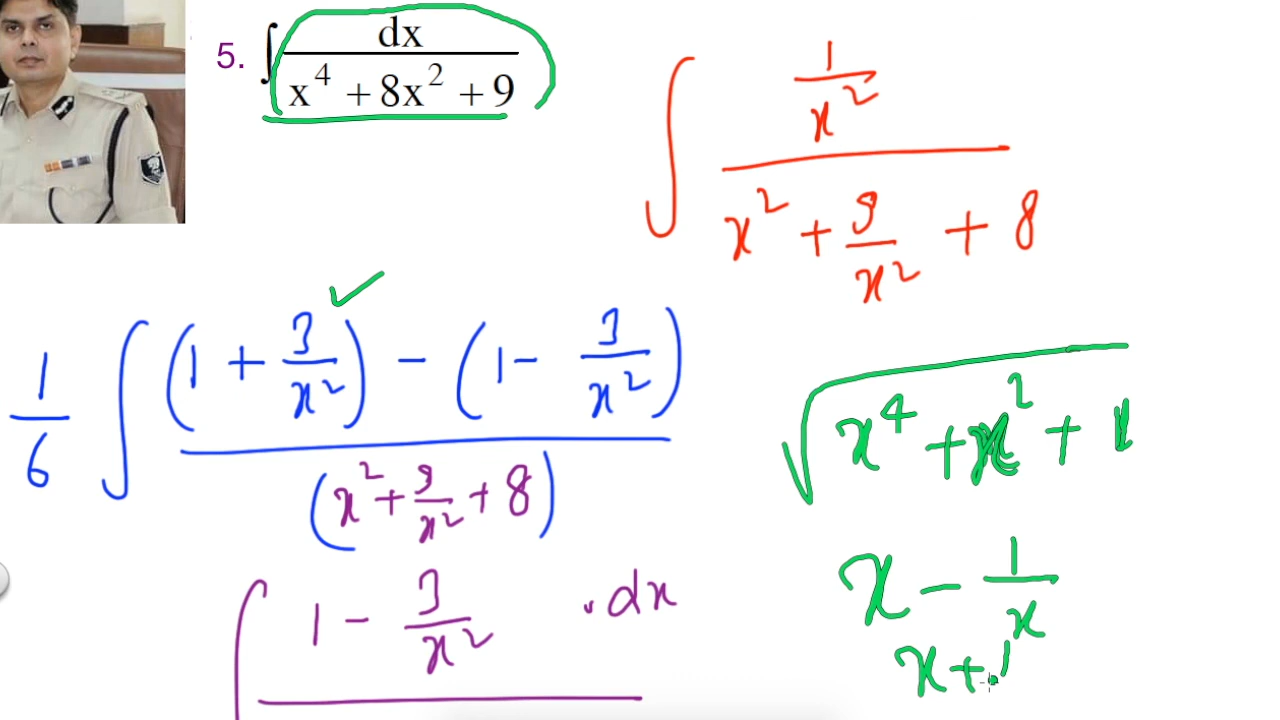 5. ∫ dx / (x⁴ + 8x² + 9)
∫ (1/x²) / (x² + 9/x² + 8)
1/6 ∫ ((1 + 3/x²) - (1 - 3/x²)) / (x² + 9/x² + 8)
√(x⁴ + x² + 1)
∫ (1 - 3/x²) . dx
x - 1/x
x + 1